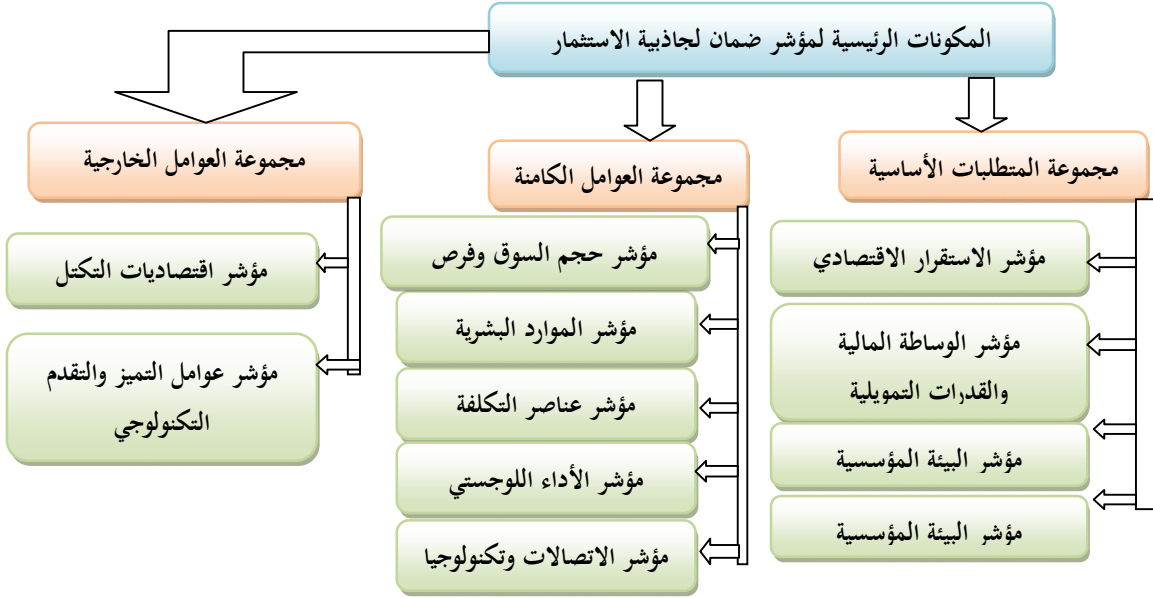 المكونات الرئيسية لمؤشر ضمان لجاذبية الاستثمار
مجموعة المتطلبات الأساسية
مؤشر الاستقرار الاقتصادي
مؤشر الوساطة المالية
والقدرات التمويلية
مؤشر البيئة المؤسسية
مؤشر البيئة المؤسسية
مجموعة العوامل الكامنة
مؤشر حجم السوق وفرص
مؤشر الموارد البشرية
مؤشر عناصر التكلفة
مؤشر الأداء اللوجستي
مؤشر الاتصالات وتكنولوجيا
مجموعة العوامل الخارجية
مؤشر اقتصاديات التكتل
مؤشر عوامل التميز والتقدم
التكنولوجي